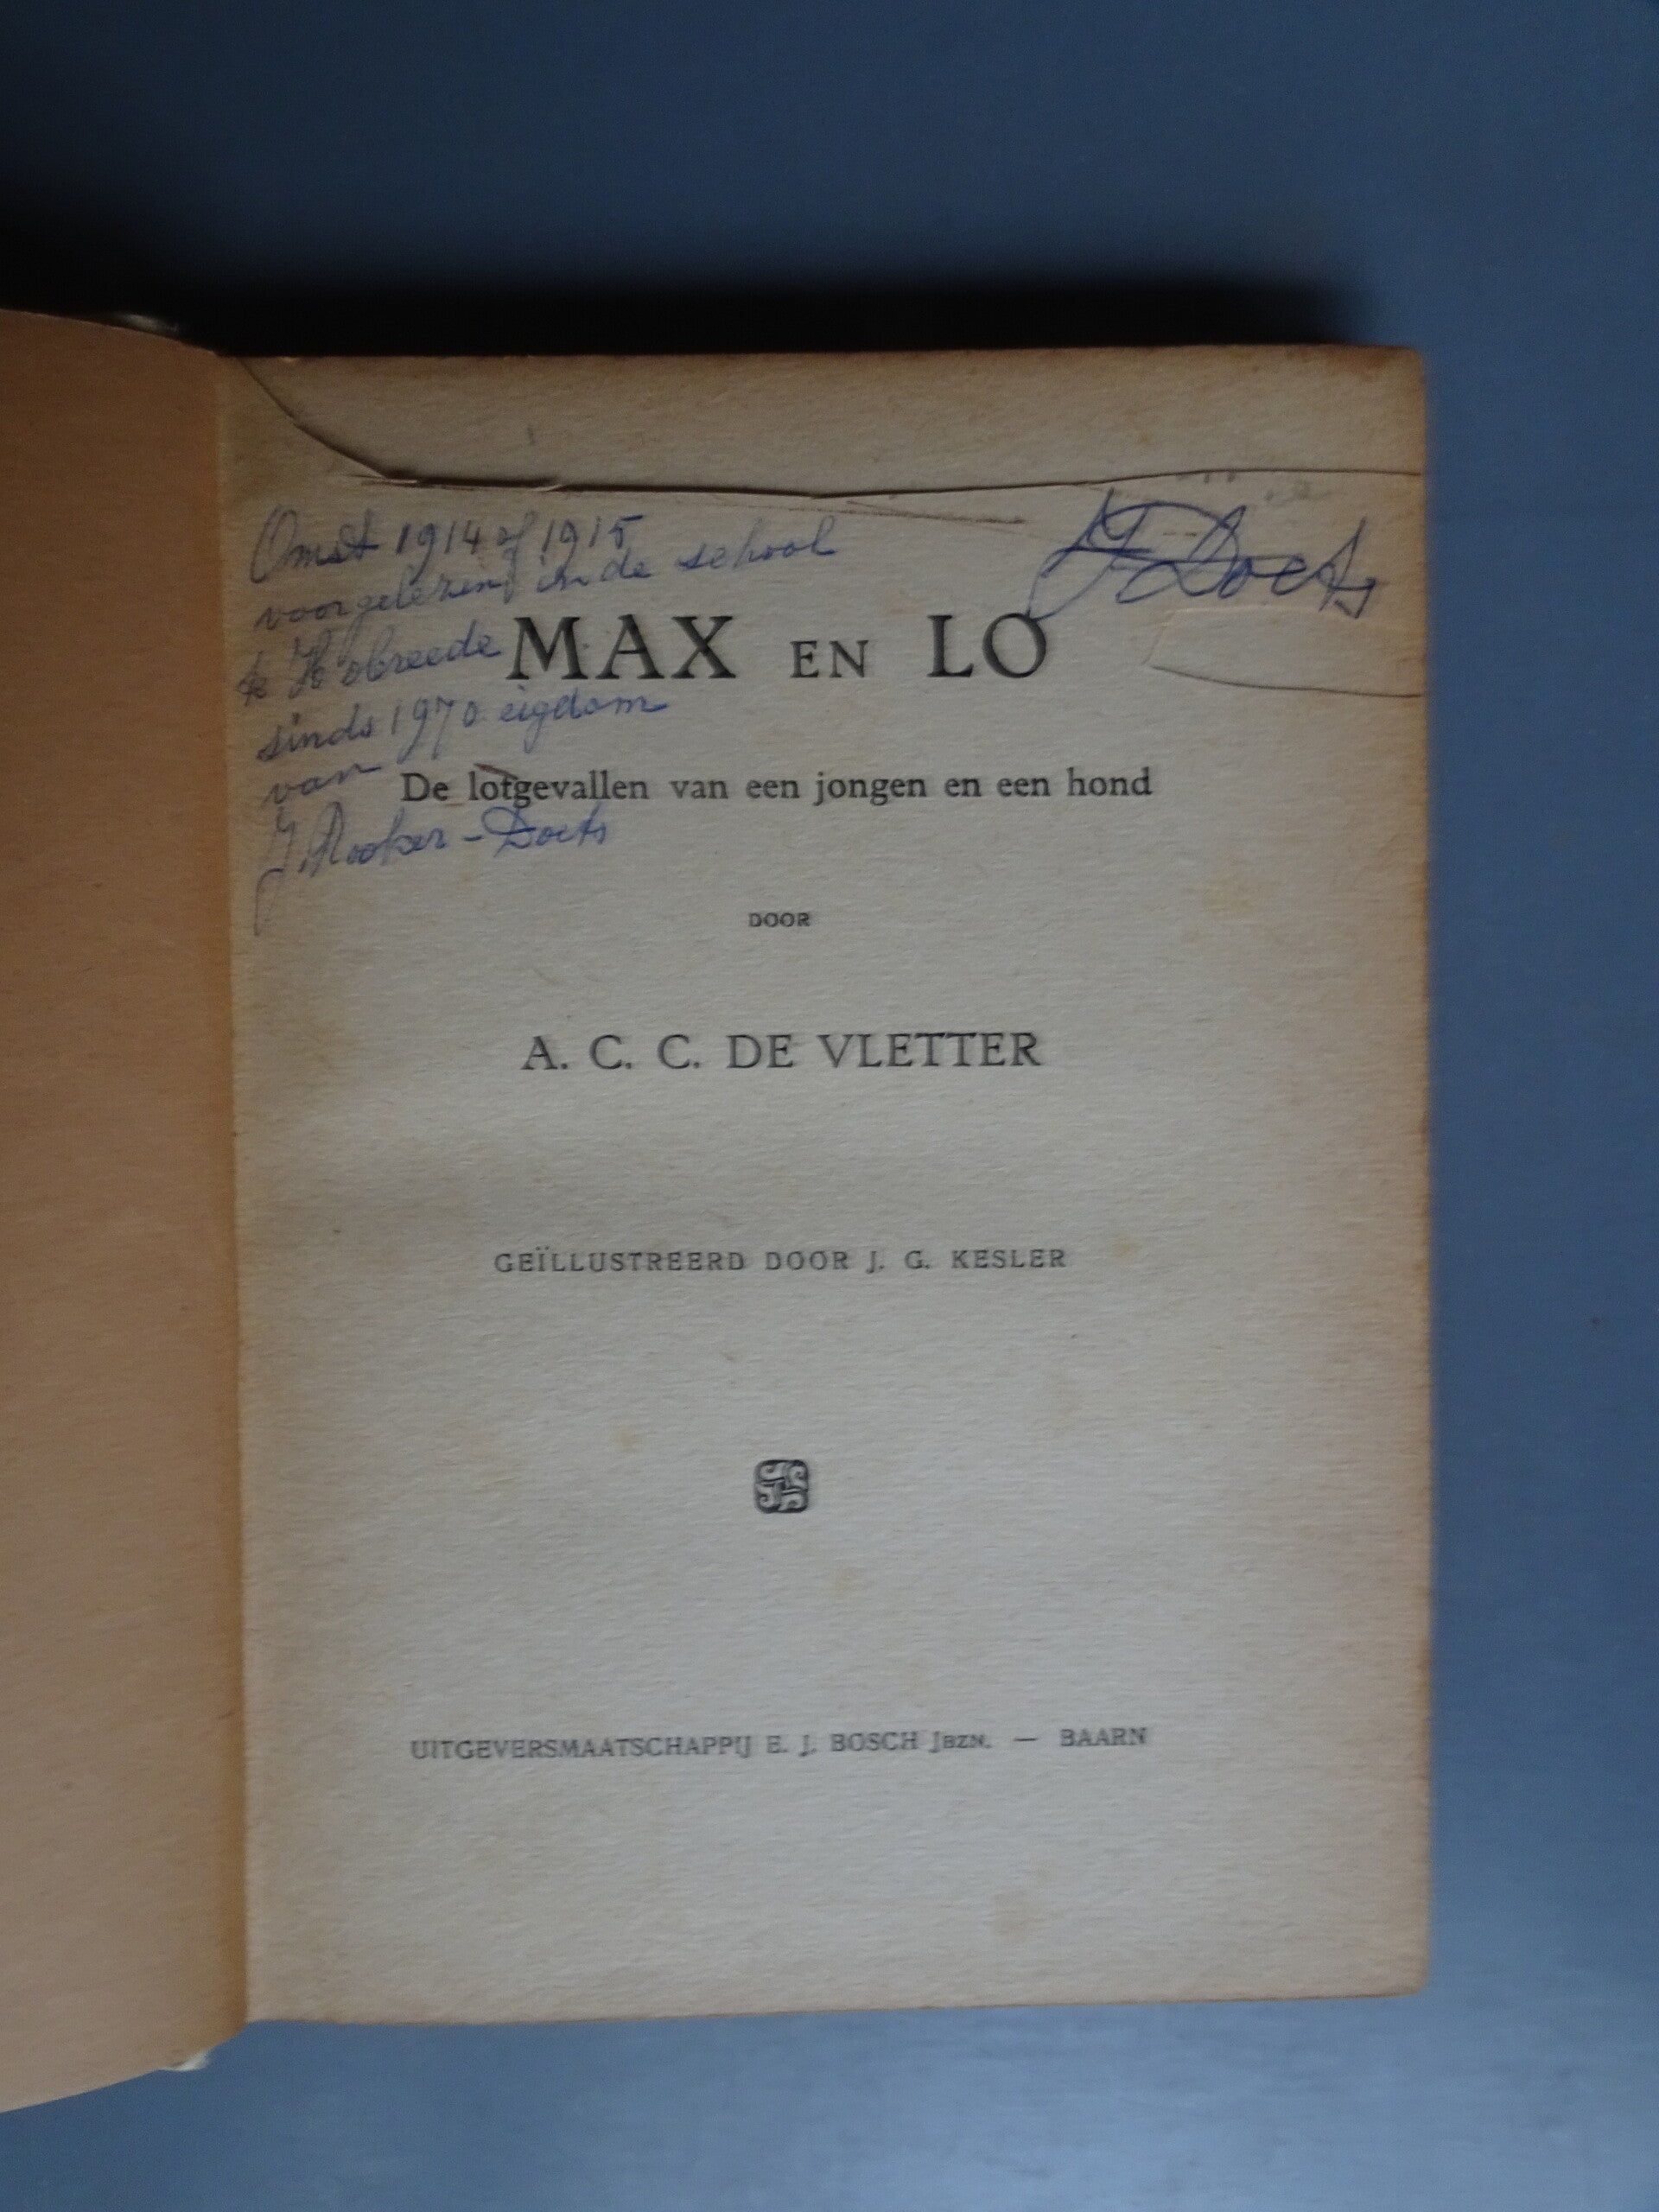 Omst 1914 of 1915
voorgelezen in de school
te Hobreede
sinds 1970 eigdom
van
J. Rooker-Doets
J Doets
MAX EN LO
De lotgevallen van een jongen en een hond
DOOR
A. C. C. DE VLETTER
GEÏLLUSTREERD DOOR J. G. KESLER
UITGEVERSMAATSCHAPPIJ E. J. BOSCH JBZN. — BAARN